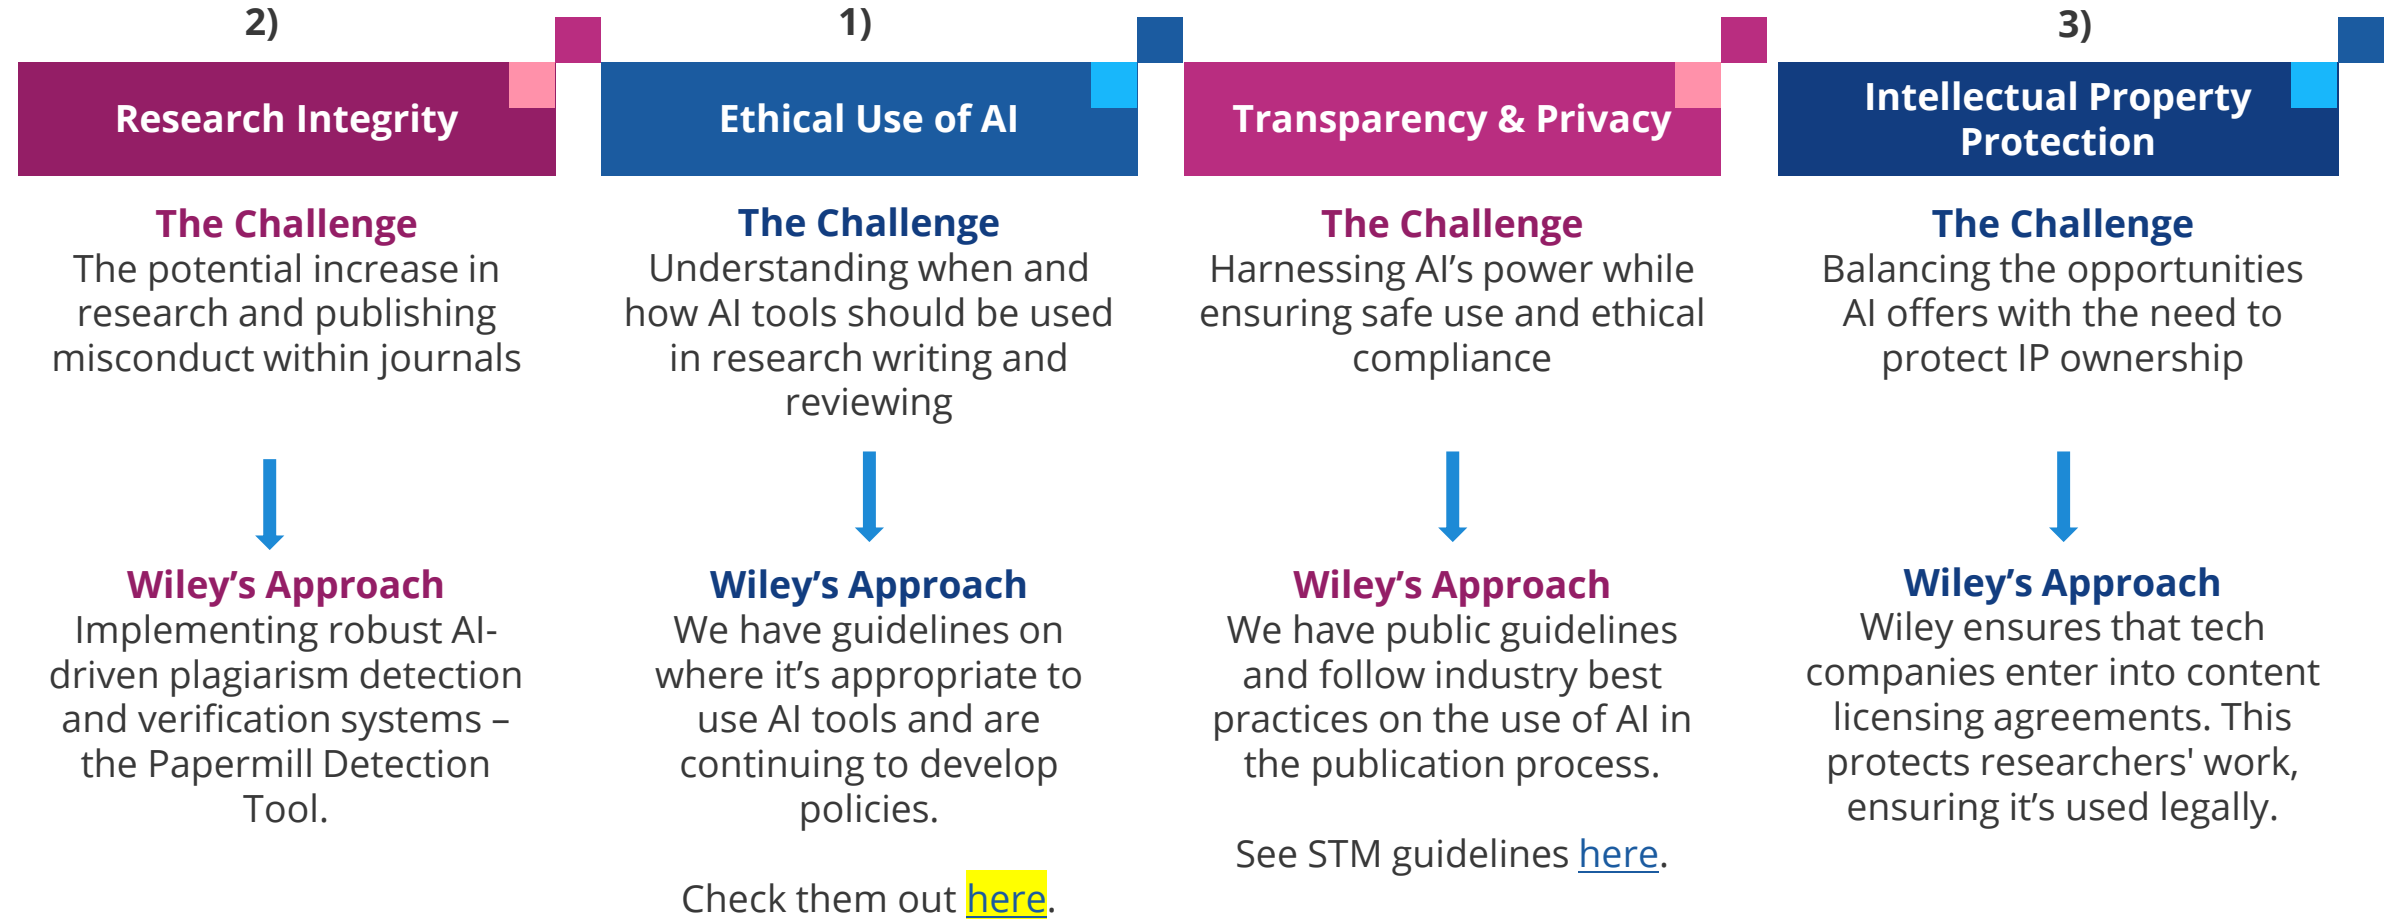 2)
Research Integrity
The Challenge
The potential increase in
research and publishing
misconduct within journals
Wiley’s Approach
Implementing robust AI-
driven plagiarism detection
and verification systems –
the Papermill Detection
Tool.
1)
Ethical Use of AI
The Challenge
Understanding when and
how AI tools should be used
in research writing and
reviewing
Wiley’s Approach
We have guidelines on
where it’s appropriate to
use AI tools and are
continuing to develop
policies.
Check them out here.
Transparency & Privacy
The Challenge
Harnessing AI’s power while
ensuring safe use and ethical
compliance
Wiley’s Approach
We have public guidelines
and follow industry best
practices on the use of AI in
the publication process.
See STM guidelines here.
3)
Intellectual Property
Protection
The Challenge
Balancing the opportunities
AI offers with the need to
protect IP ownership
Wiley’s Approach
Wiley ensures that tech
companies enter into content
licensing agreements. This
protects researchers' work,
ensuring it’s used legally.